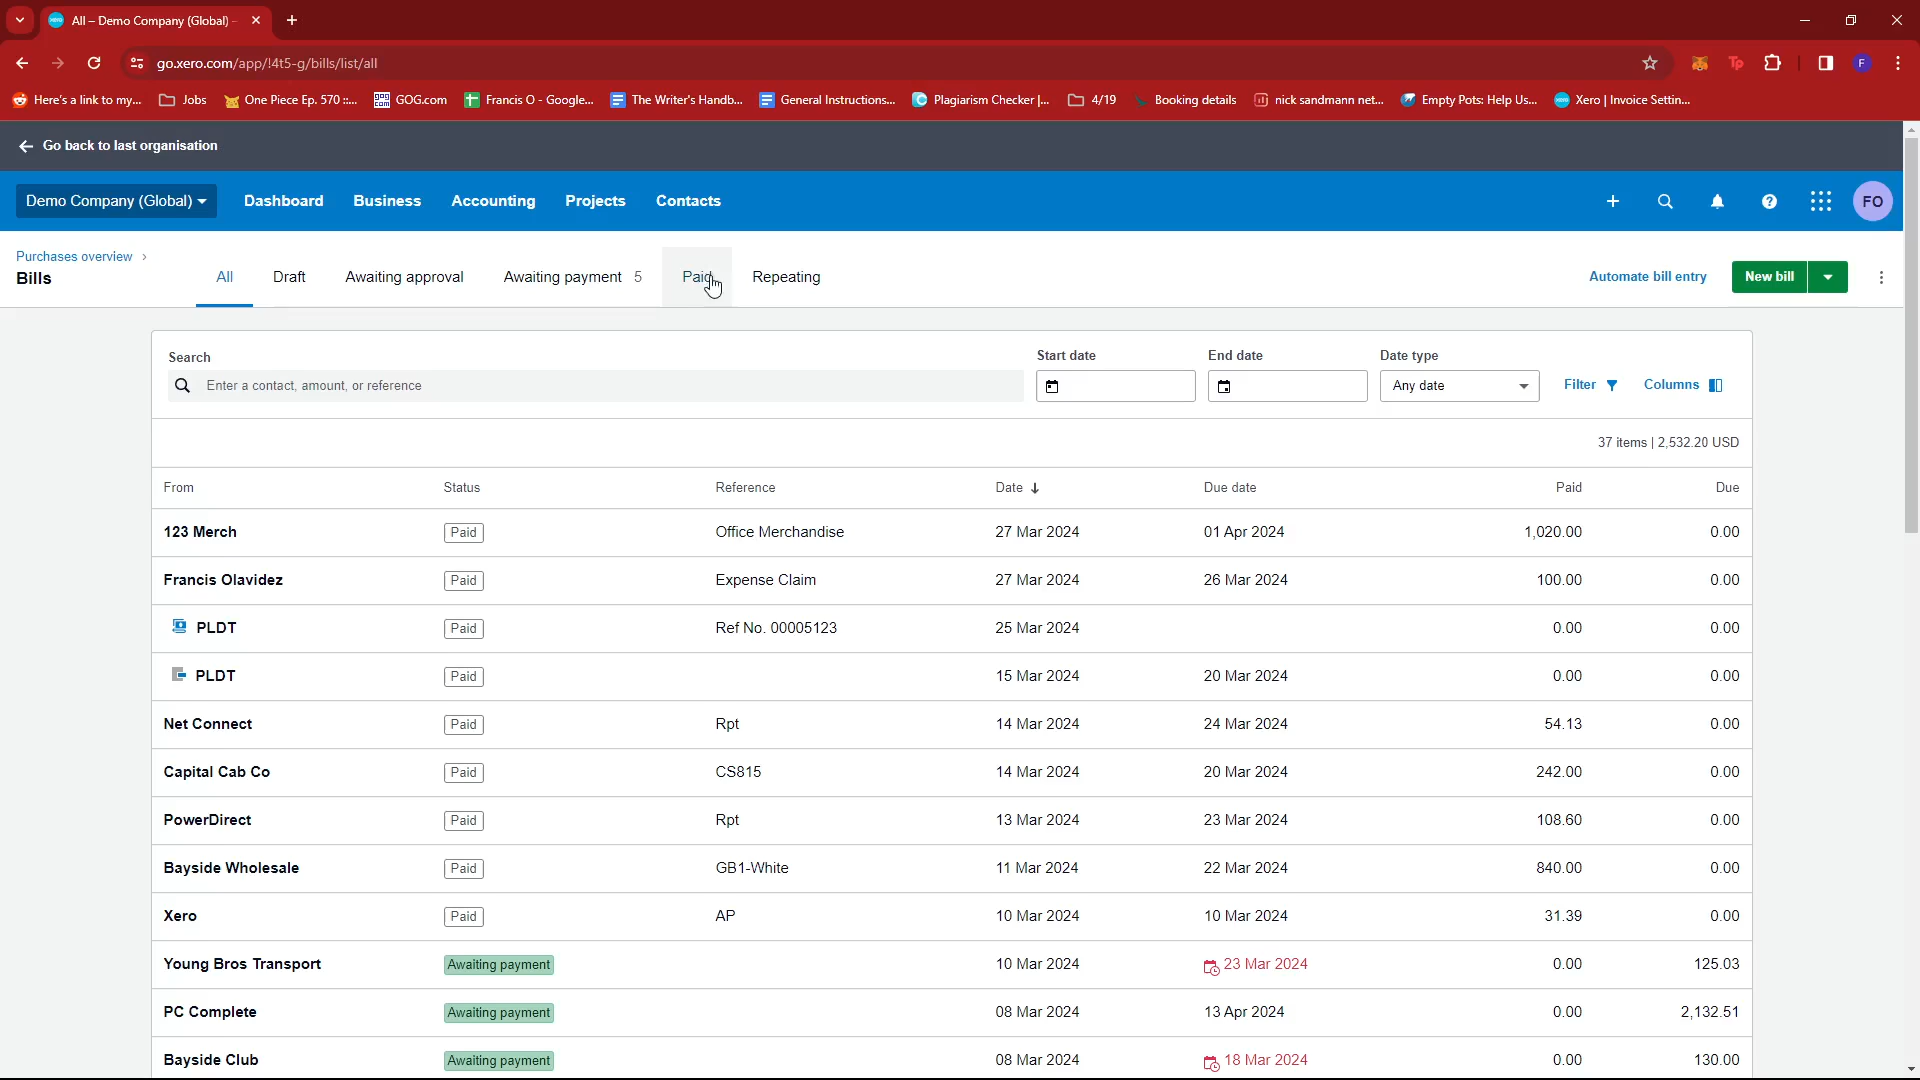 All – Demo Company (Global) -
go.xero.com/app/!4t5-g/bills/list/all
Here's a link to my... Jobs One Piece Ep. 570 ::... GOG.com Francis O - Google... The Writer's Handb... General Instructions... Plagiarism Checker |... 4/19 Booking details nick sandmann net... Empty Pots: Help Us... Xero | Invoice Settin...
Go back to last organisation
Demo Company (Global) Dashboard Business Accounting Projects Contacts FO
Purchases overview
Bills All Draft Awaiting approval Awaiting payment 5 Paid Repeating Automate bill entry New bill
Search Start date End date Date type
Enter a contact, amount, or reference Any date Filter Columns
37 items | 2,532.20 USD
From Status Reference Date Due date Paid Due
123 Merch Paid Office Merchandise 27 Mar 2024 01 Apr 2024 1,020.00 0.00
Francis Olavidez Paid Expense Claim 27 Mar 2024 26 Mar 2024 100.00 0.00
PLDT Paid Ref No. 00005123 25 Mar 2024 0.00 0.00
PLDT Paid 15 Mar 2024 20 Mar 2024 0.00 0.00
Net Connect Paid Rpt 14 Mar 2024 24 Mar 2024 54.13 0.00
Capital Cab Co Paid CS815 14 Mar 2024 20 Mar 2024 242.00 0.00
PowerDirect Paid Rpt 13 Mar 2024 23 Mar 2024 108.60 0.00
Bayside Wholesale Paid GB1-White 11 Mar 2024 22 Mar 2024 840.00 0.00
Xero Paid AP 10 Mar 2024 10 Mar 2024 31.39 0.00
Young Bros Transport Awaiting payment 10 Mar 2024 23 Mar 2024 0.00 125.03
PC Complete Awaiting payment 08 Mar 2024 13 Apr 2024 0.00 2,132.51
Bayside Club Awaiting payment 08 Mar 2024 18 Mar 2024 0.00 130.00